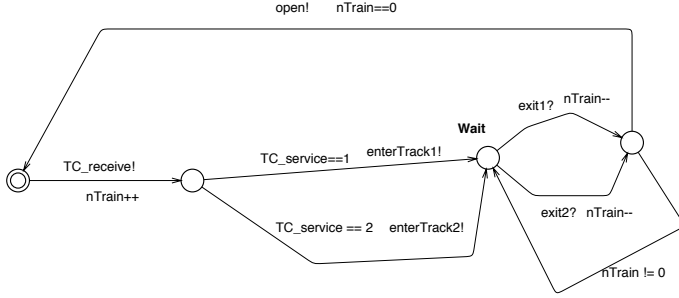 open! nTrain==0
exit1? nTrain--
Wait
TC_receive!
TC_service==1 enterTrack1!
nTrain++
TC_service == 2 enterTrack2!
exit2? nTrain--
nTrain != 0